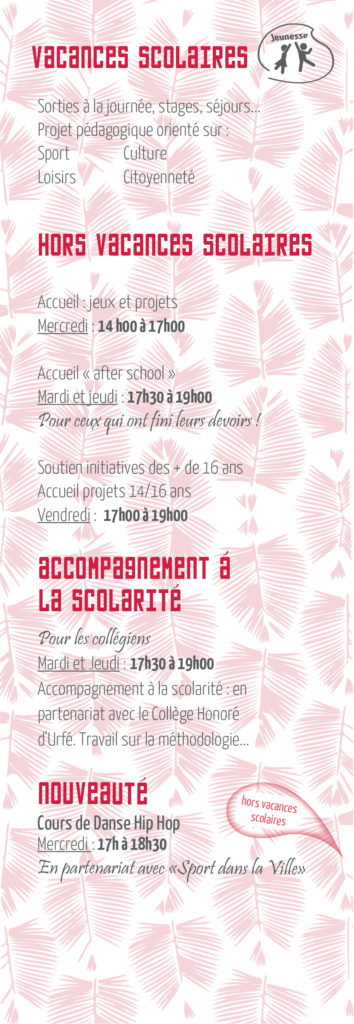 VACANCES SCOLAIRES
Jeunesse
Sorties à la journée, stages, séjours...
Projet pédagogique orienté sur :
Sport Culture
Loisirs Citoyenneté
HORS VACANCES SCOLAIRES
Accueil : jeux et projets
Mercredi : 14 h00 à 17h00
Accueil « after school »
Mardi et jeudi : 17h30 à 19h00
Pour ceux qui ont fini leurs devoirs !
Soutien initiatives des + de 16 ans
Accueil projets 14/16 ans
Vendredi : 17h00 à 19h00
ACCOMPAGNEMENT Á
LA SCOLARITÉ
Pour les collégiens
Mardi et Jeudi : 17h30 à 19h00
Accompagnement à la scolarité : en
partenariat avec le Collège Honoré
d'Urfé. Travail sur la méthodologie...
NOUVEAUTÉ
hors vacances
scolaires
Cours de Danse Hip Hop
Mercredi : 17h à 18h30
En partenariat avec «Sport dans la Ville»